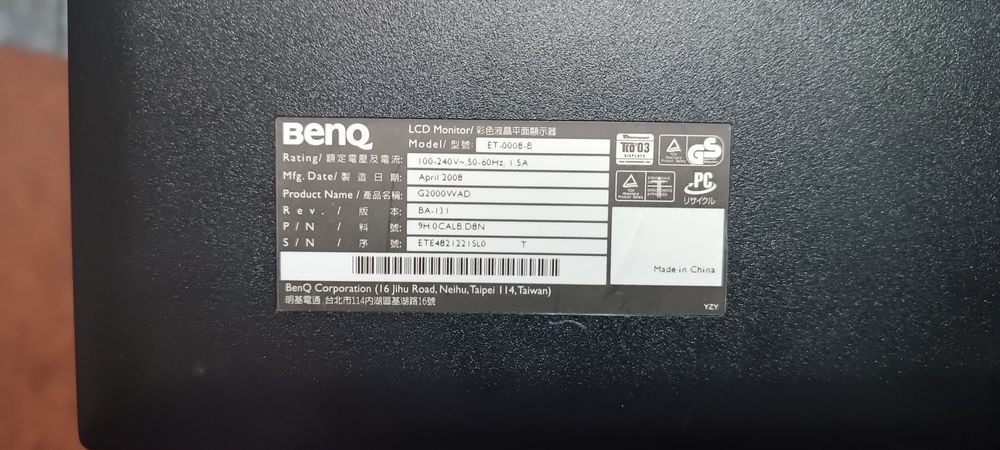 BenQ
LCD Monitor/ 彩色液晶平面顯示器
Model/ 型號: ET-0008-B
Rating/ 額定電壓及電流: 100-240V~,50-60Hz, 1.5A
Mfg. Date/ 製造日期: April 2008
Product Name / 產品名稱: G2000WAD
Rev. / 版本: BA-131
P/N / 料號: 9H.0CALB.D8N
S/N / 序號: ETE4821221SL0 T
BenQ Corporation (16 Jihu Road, Neihu, Taipei 114, Taiwan)
明基電通 台北市114內湖區基湖路16號
TCO'03
DISPLAYS
GS
PC
リサイクル
Made in China
YZY